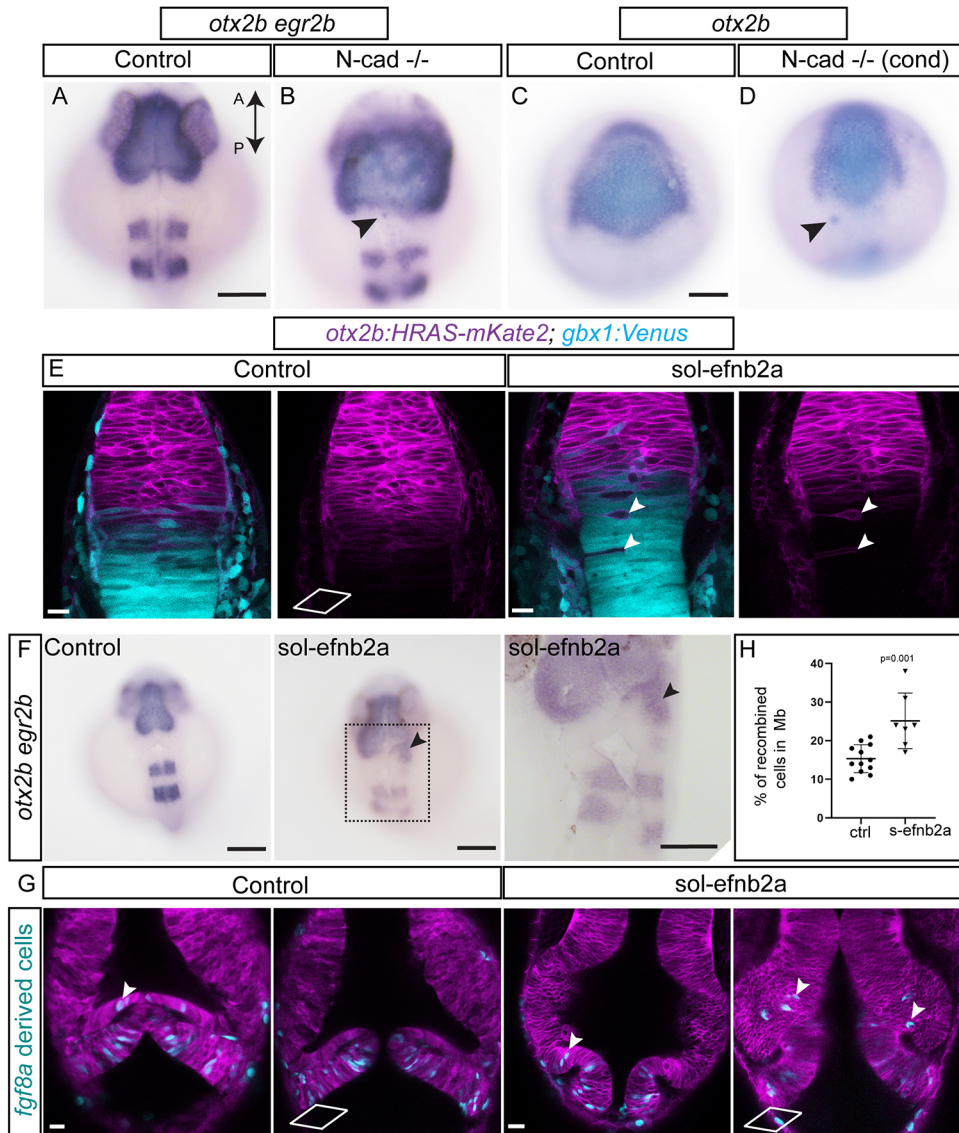 otx2b egr2b
otx2b
Control
N-cad -/-
Control
N-cad -/- (cond)
A
A
P
B
C
D
otx2b:HRAS-mKate2; gbx1:Venus
E
Control
sol-efnb2a
F
otx2b egr2b
Control
sol-efnb2a
sol-efnb2a
H
p=0.001
40
30
20
10
0
% of recombined
cells in Mb
ctrl
s-efnb2a
G
Control
sol-efnb2a
fgf8a derived cells